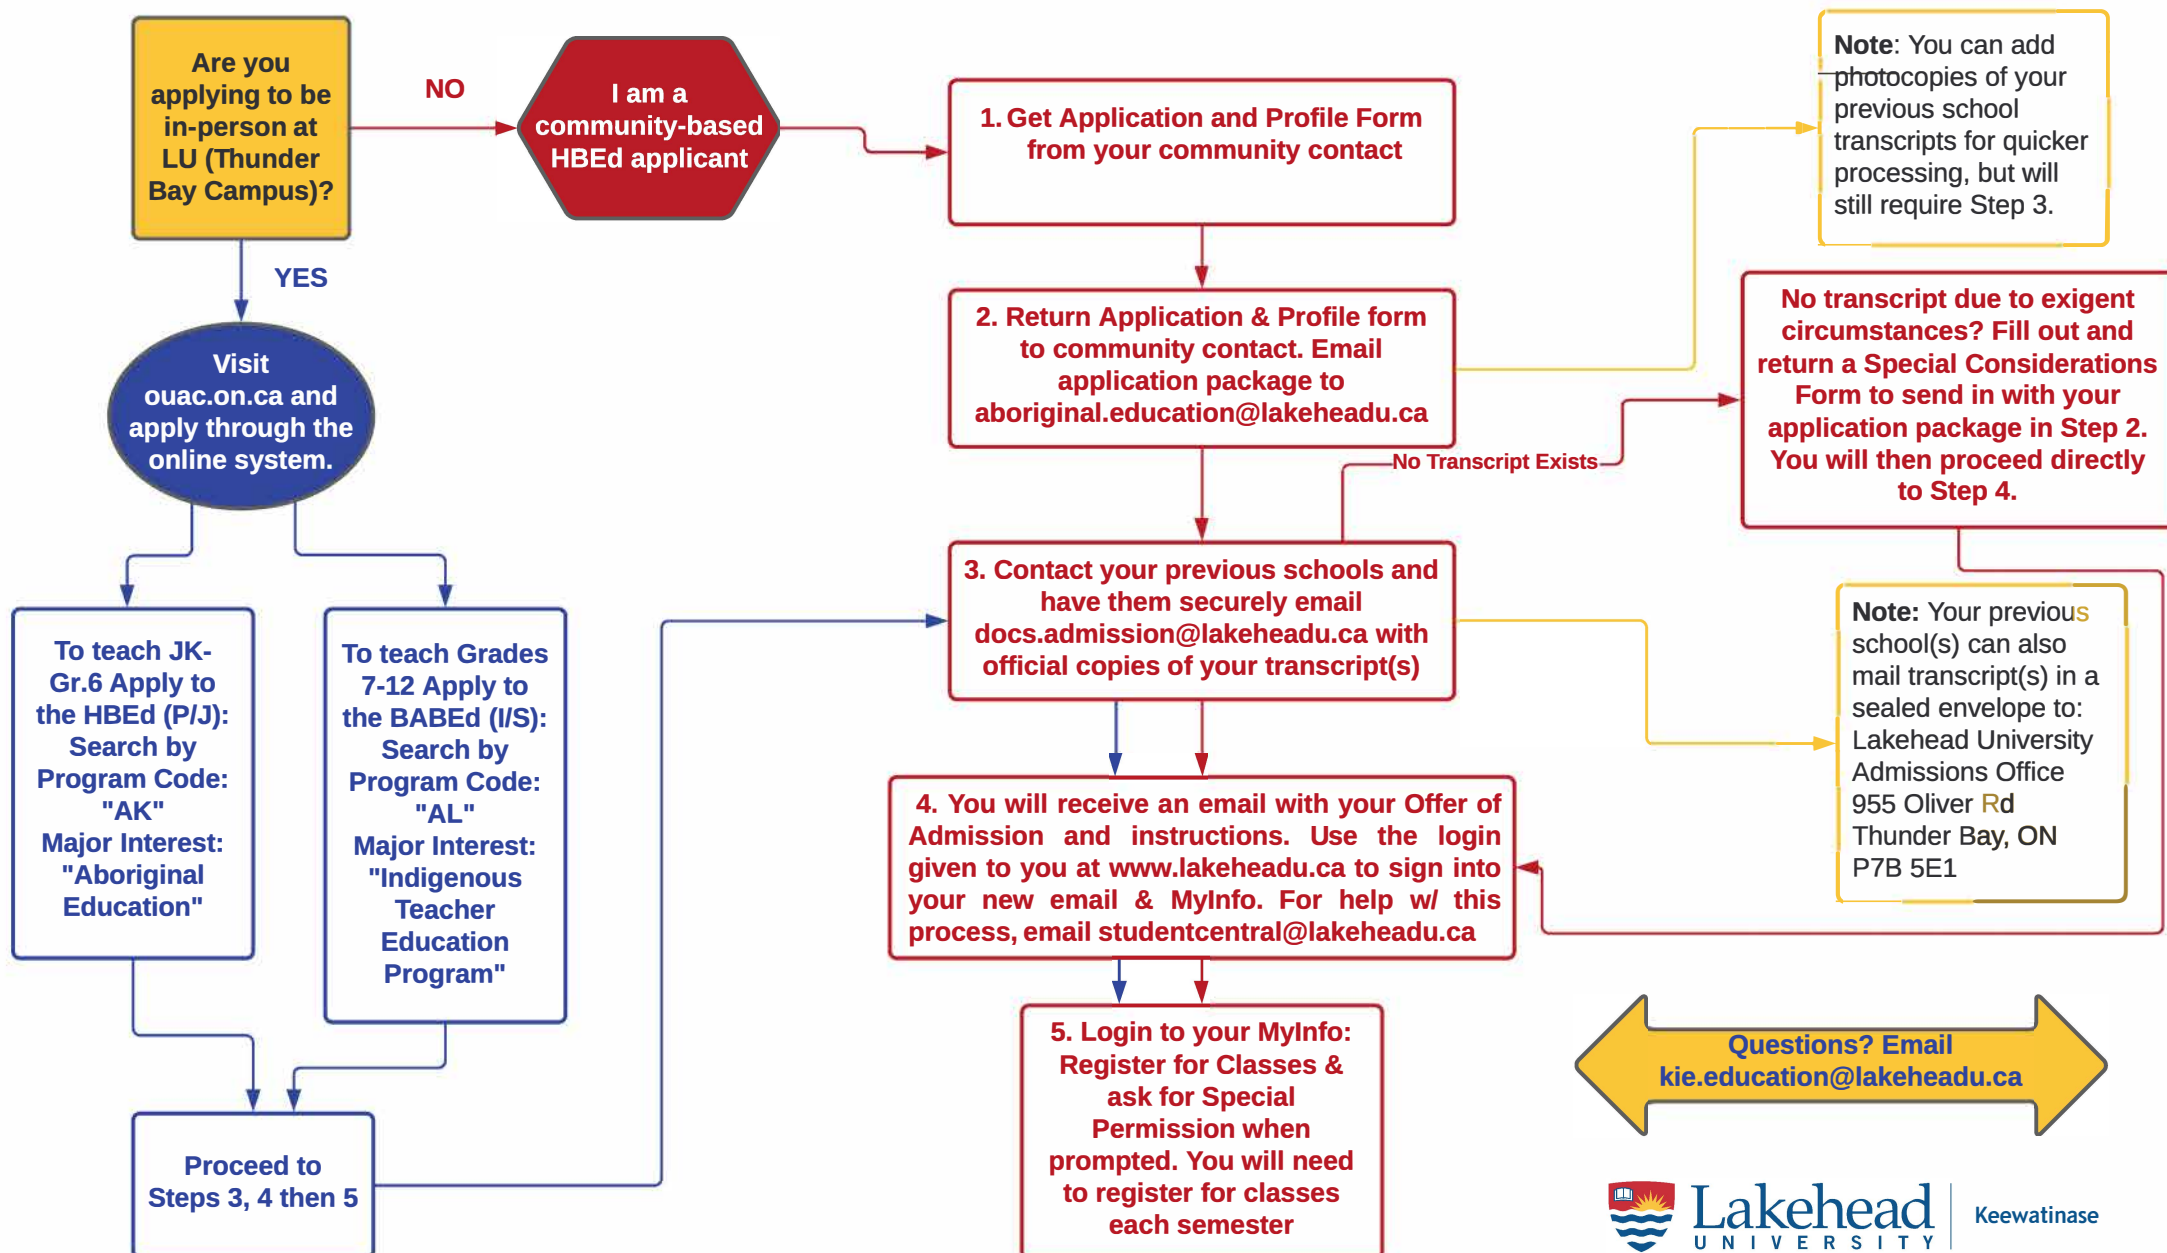 Are you
applying to be
in-person at
LU (Thunder
Bay Campus)?
NO
I am a
community-based
HBEd applicant
1. Get Application and Profile Form
from your community contact
Note: You can add
photocopies of your
previous school
transcripts for quicker
processing, but will
still require Step 3.
YES
Visit
ouac.on.ca and
apply through the
online system.
2. Return Application & Profile form
to community contact. Email
application package to
aboriginal.education@lakeheadu.ca
No transcript due to exigent
circumstances? Fill out and
return a Special Considerations
Form to send in with your
application package in Step 2.
You will then proceed directly
to Step 4.
No Transcript Exists
To teach JK-
Gr.6 Apply to
the HBEd (P/J):
Search by
Program Code:
"AK"
Major Interest:
"Aboriginal
Education"
To teach Grades
7-12 Apply to
the BABEd (I/S):
Search by
Program Code:
"AL"
Major Interest:
"Indigenous
Teacher
Education
Program"
3. Contact your previous schools and
have them securely email
docs.admission@lakeheadu.ca with
official copies of your transcript(s)
Note: Your previous
school(s) can also
mail transcript(s) in a
sealed envelope to:
Lakehead University
Admissions Office
955 Oliver Rd
Thunder Bay, ON
P7B 5E1
4. You will receive an email with your Offer of
Admission and instructions. Use the login
given to you at www.lakeheadu.ca to sign into
your new email & MyInfo. For help w/ this
process, email studentcentral@lakeheadu.ca
Proceed to
Steps 3, 4 then 5
5. Login to your MyInfo:
Register for Classes &
ask for Special
Permission when
prompted. You will need
to register for classes
each semester
Questions? Email
kie.education@lakeheadu.ca
Lakehead
UNIVERSITY
Keewatinase